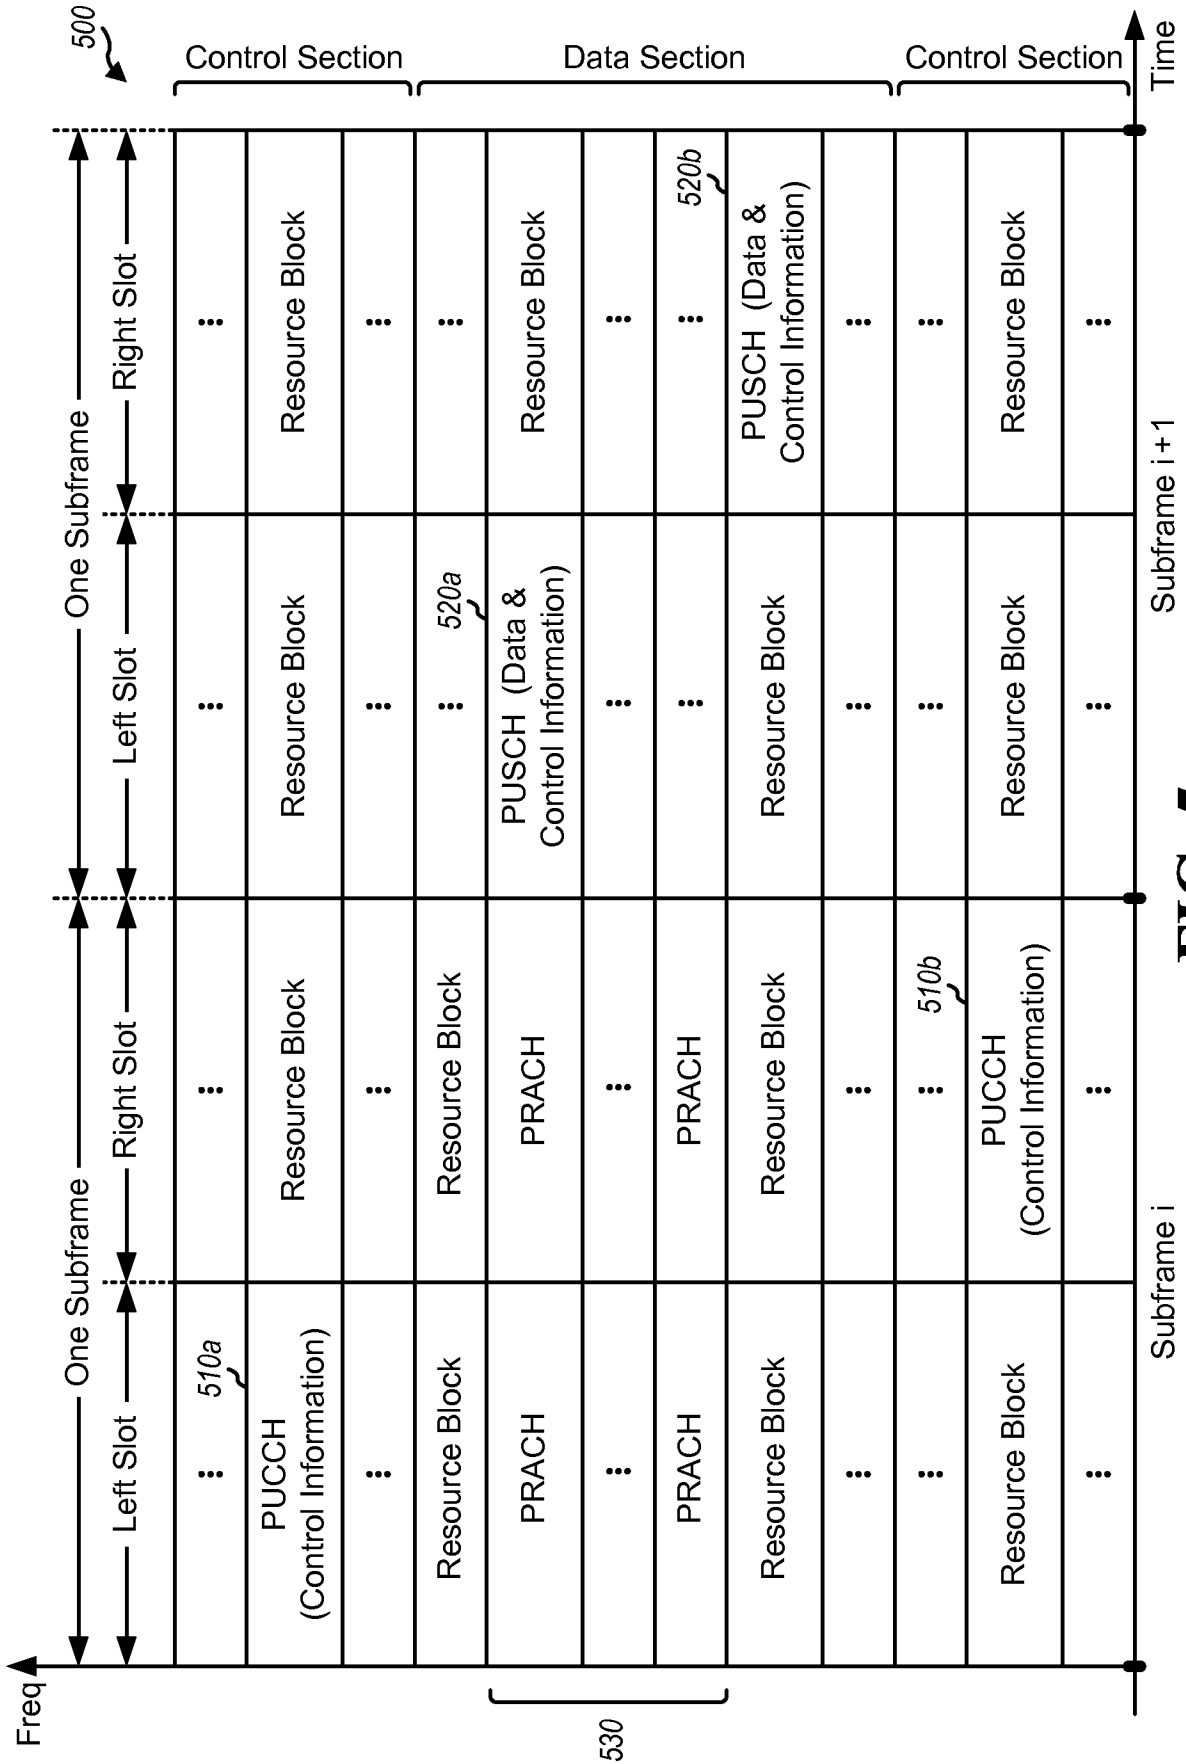 Freq
500
One Subframe
One Subframe
Left Slot
Right Slot
Left Slot
Right Slot
...
510a
...
...
...
PUCCH
(Control Information)
Resource Block
Resource Block
Resource Block
Control Section
...
...
...
...
Resource Block
Resource Block
...
520a
...
PRACH
PRACH
PUSCH (Data &
Control Information)
Resource Block
530
...
...
...
...
Data Section
PRACH
PRACH
...
...
520b
Resource Block
Resource Block
Resource Block
PUSCH (Data &
Control Information)
...
...
...
...
...
...
510b
...
...
Resource Block
PUCCH
(Control Information)
Resource Block
Resource Block
Control Section
...
...
...
...
Subframe i
Subframe i + 1
Time